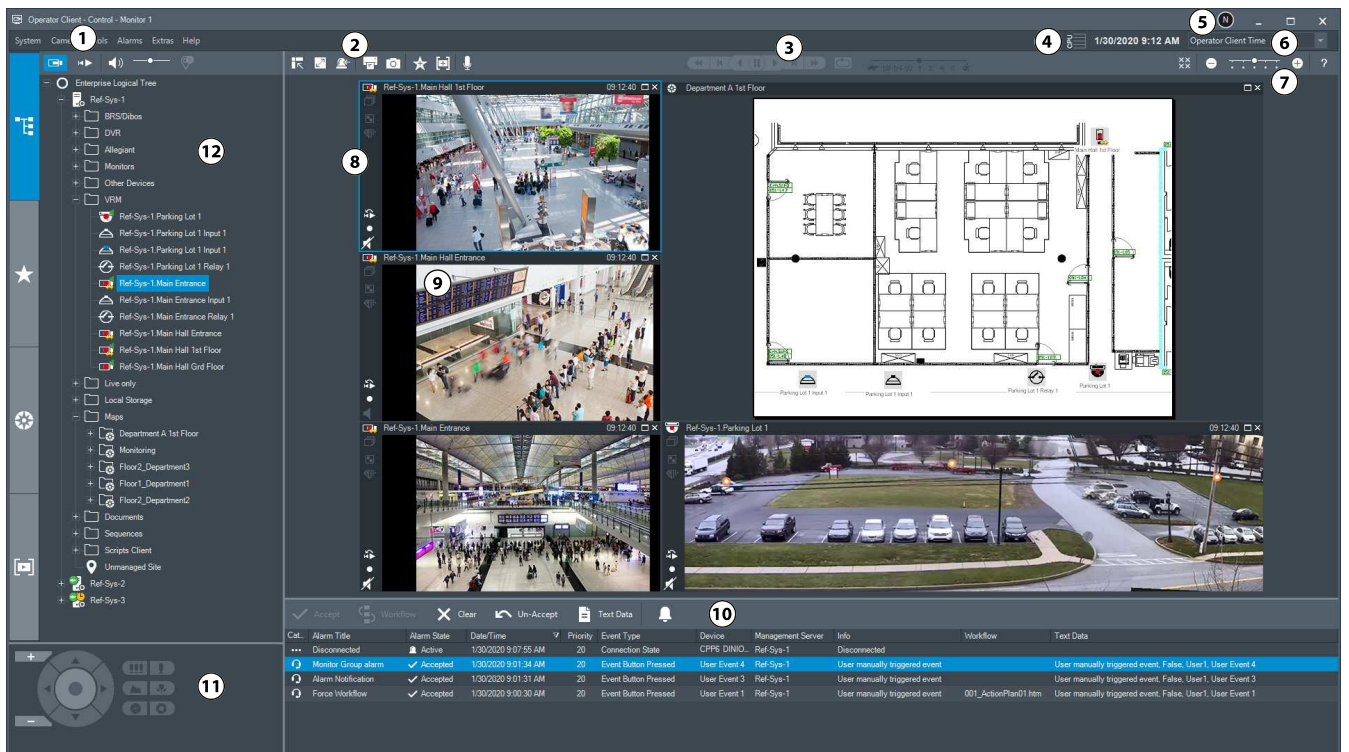 Operator Client - Control - Monitor 1
5
N
System Came ols Alarms Extras Help
1
4
1/30/2020 9:12 AM
Operator Client Time
6
2
3
7
?
Enterprise Logical Tree
Ref-Sys-1
BRS/Dibos
DVR
Allegiant
Monitors
Other Devices
VRM
Ref-Sys-1.Parking Lot 1
Ref-Sys-1.Parking Lot 1 Input 1
Ref-Sys-1.Parking Lot 1 Input 1
Ref-Sys-1.Parking Lot 1 Relay 1
Ref-Sys-1.Main Entrance
Ref-Sys-1.Main Entrance Input 1
Ref-Sys-1.Main Entrance Relay 1
Ref-Sys-1.Main Hall Entrance
Ref-Sys-1.Main Hall 1st Floor
Ref-Sys-1.Main Hall Grd Floor
Live only
Local Storage
Maps
Department A 1st Floor
Monitoring
Floor2_Department3
Floor1_Department1
Floor2_Department2
Documents
Sequences
Scripts Client
Unmanaged Site
Ref-Sys-2
Ref-Sys-3
12
Ref-Sys-1.Main Hall 1st Floor 09:12:40
8
Ref-Sys-1.Main Hall Entrance 09:12:40
9
Ref-Sys-1.Main Entrance 09:12:40
Department A 1st Floor
Main Hall 1st Floor
Parking Lot 1 Input 1
Parking Lot 1 Input 1
Parking Lot 1 Relay 1
Parking Lot 1
Ref-Sys-1.Parking Lot 1 09:12:40
Accept Workflow Clear Un-Accept Text Data
10
Cat.. Alarm Title Alarm State Date/Time Priority Event Type Device Management Server Info Workflow Text Data
Disconnected Active 1/30/2020 9:07:55 AM 20 Connection State CPP6 DINIO... Ref-Sys-1 Disconnected
Monitor Group alarm Accepted 1/30/2020 9:01:34 AM 20 Event Button Pressed User Event 4 Ref-Sys-1 User manually triggered event User manually triggered event, False, User1, User Event 4
Alarm Notification Accepted 1/30/2020 9:01:31 AM 20 Event Button Pressed User Event 3 Ref-Sys-1 User manually triggered event User manually triggered event, False, User1, User Event 3
Force Workflow Accepted 1/30/2020 9:00:30 AM 20 Event Button Pressed User Event 1 Ref-Sys-1 User manually triggered event 001_ActionPlan01.htm User manually triggered event, False, User1, User Event 1
11